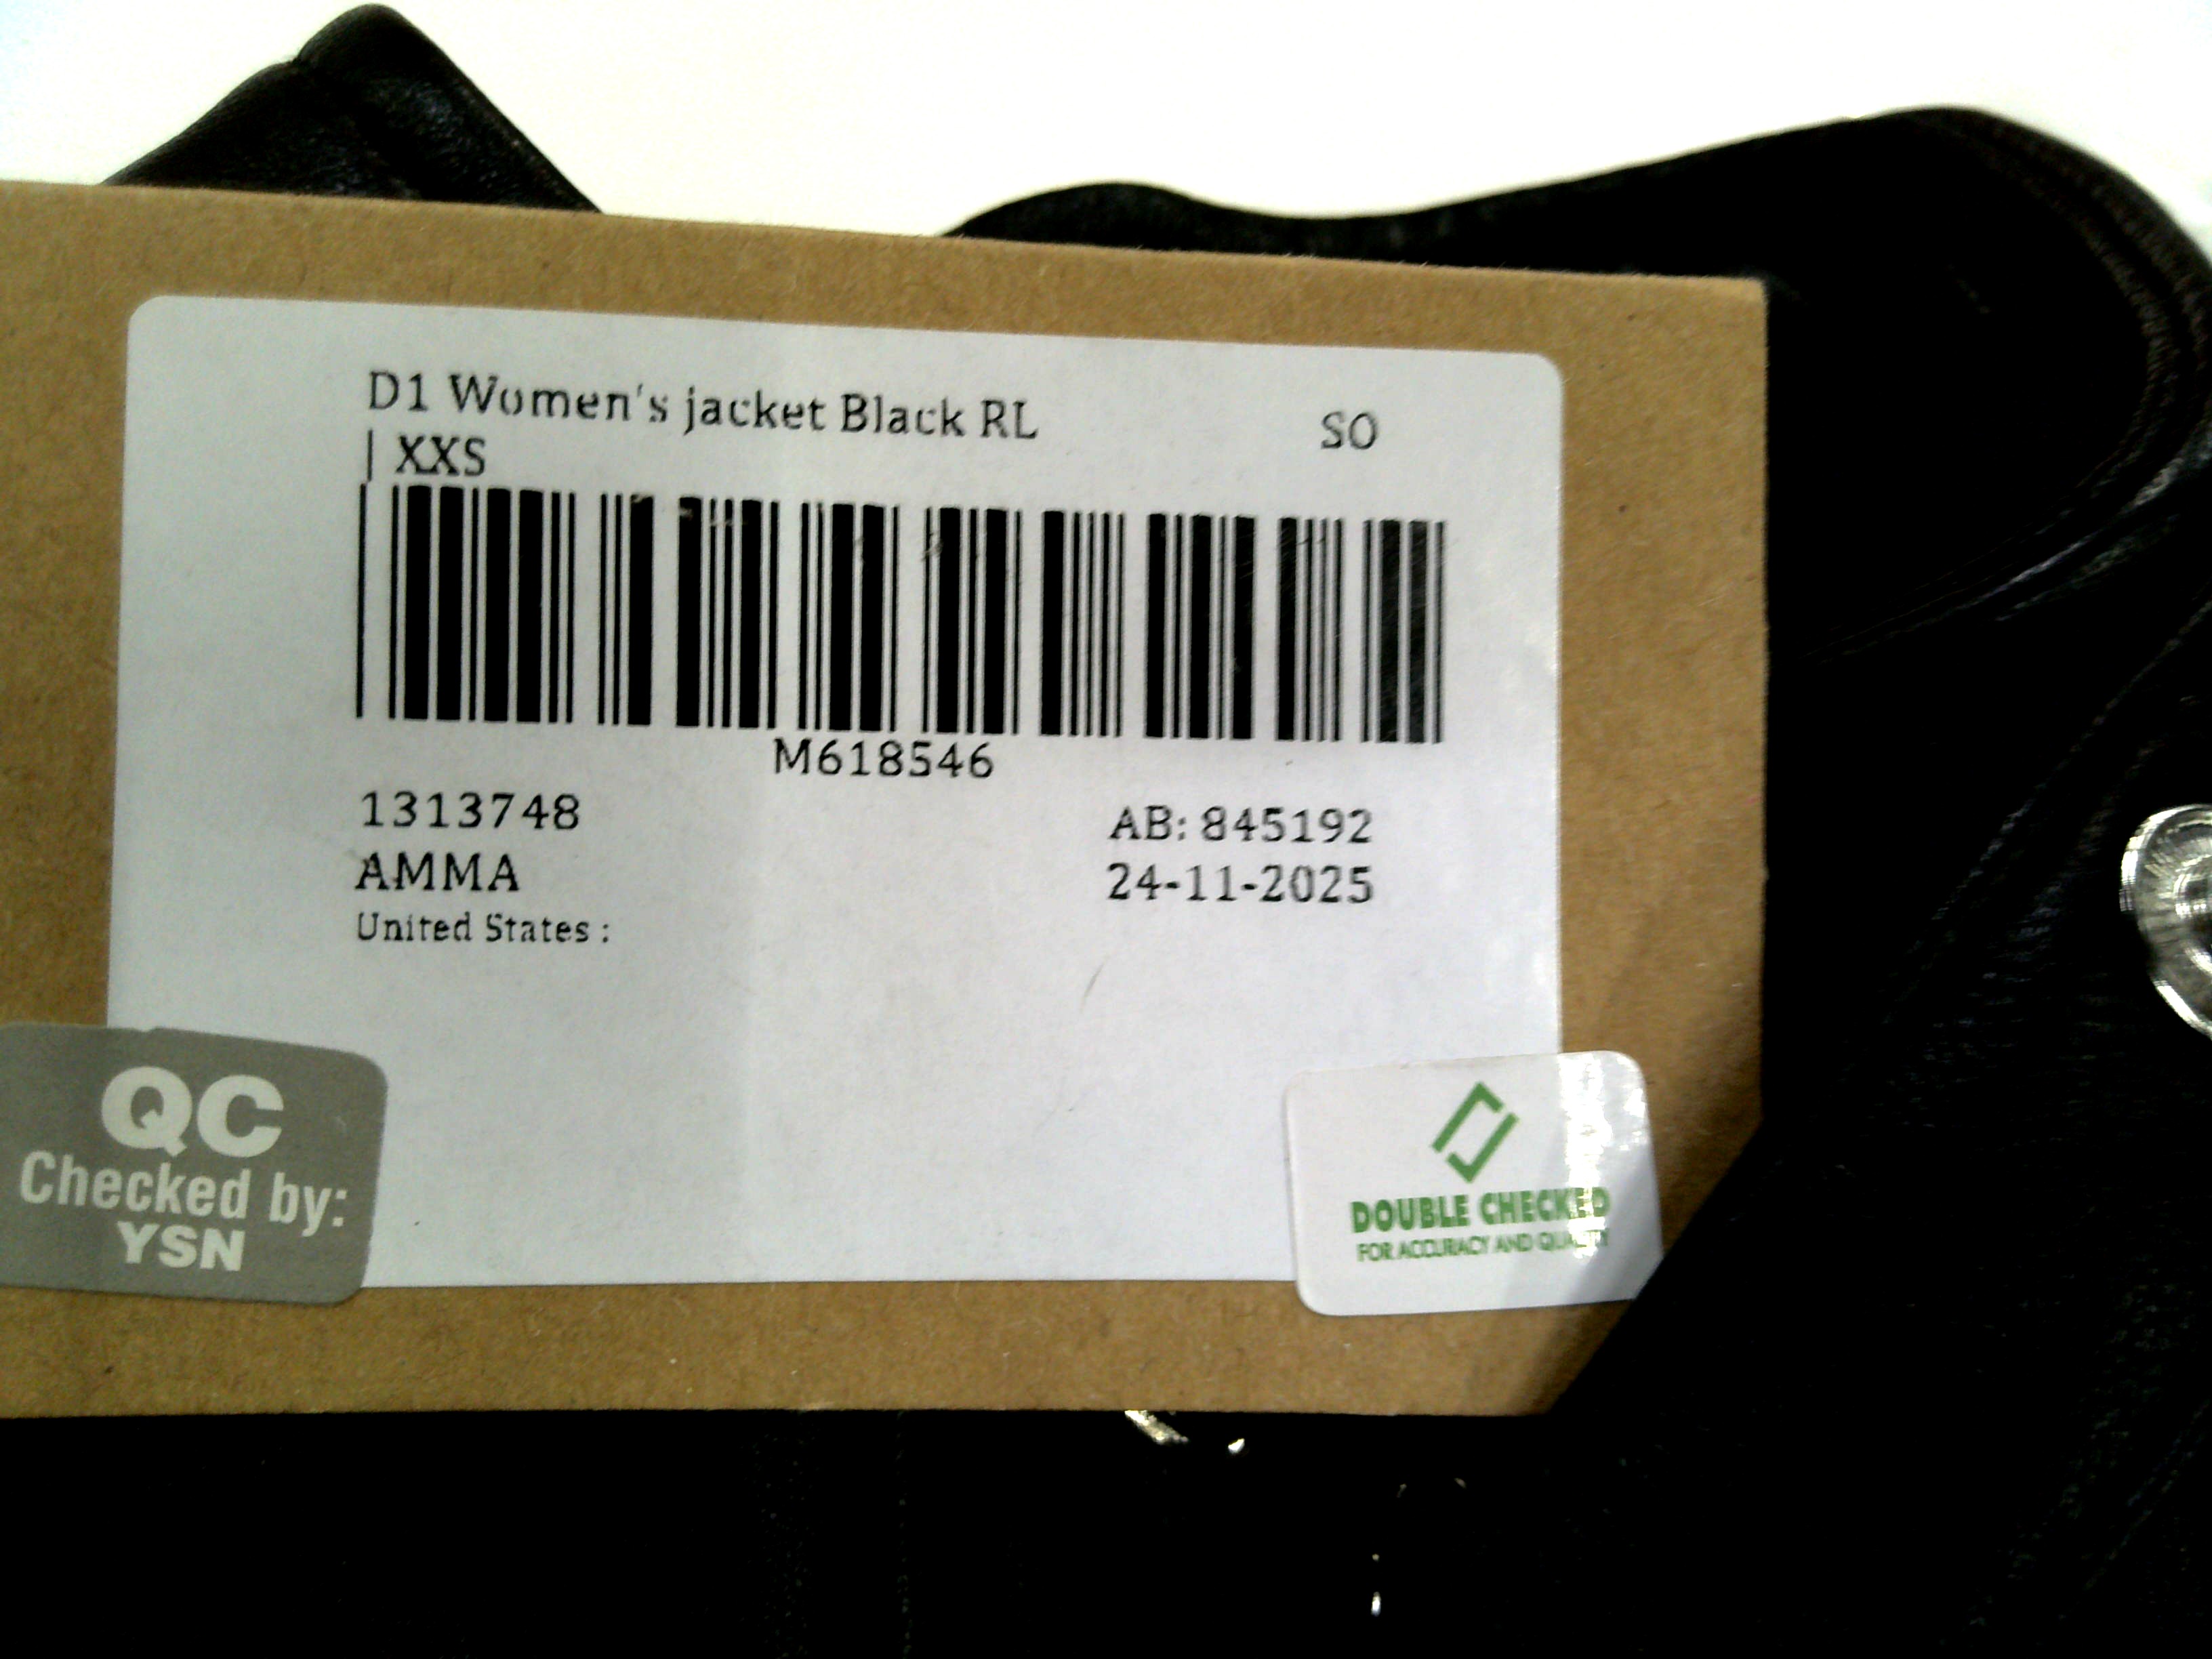 D1 Women's jacket Black RL
| XXS
SO
M618546
1313748
AMMA
United States :
AB: 845192
24-11-2025
QC
Checked by:
YSN
DOUBLE CHECKED
FOR ACCURACY AND QUALITY